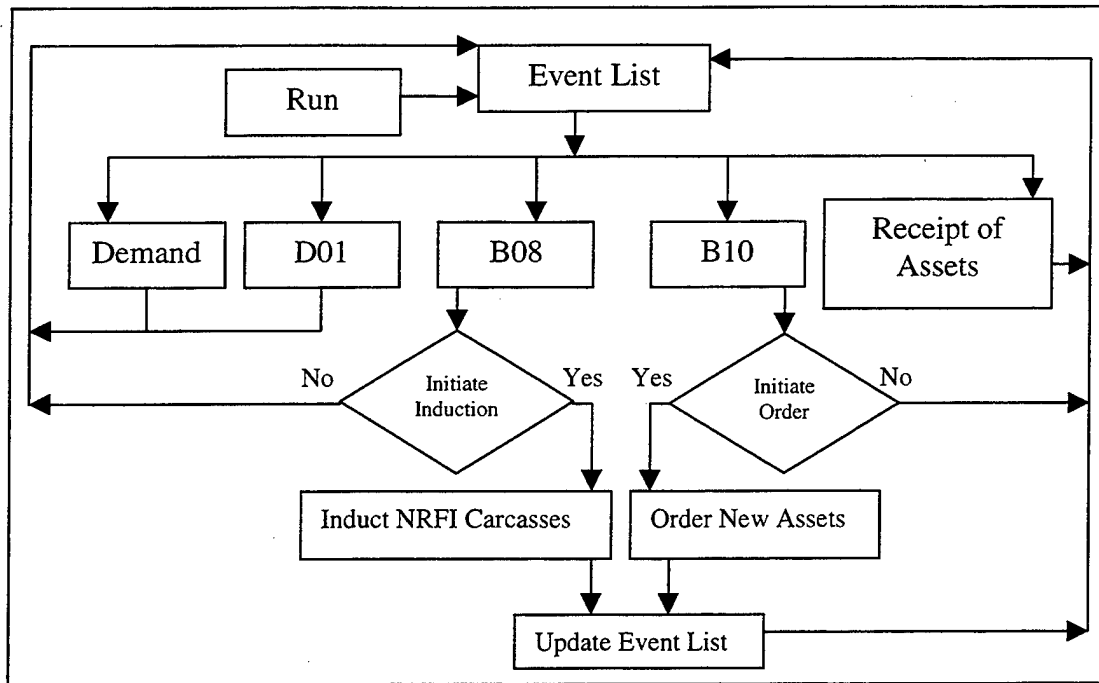 Event List
Run
Demand
D01
B08
B10
Receipt of
Assets
No
Initiate
Induction
Yes
Yes
Initiate
Order
No
Induct NRFI Carcasses
Order New Assets
Update Event List